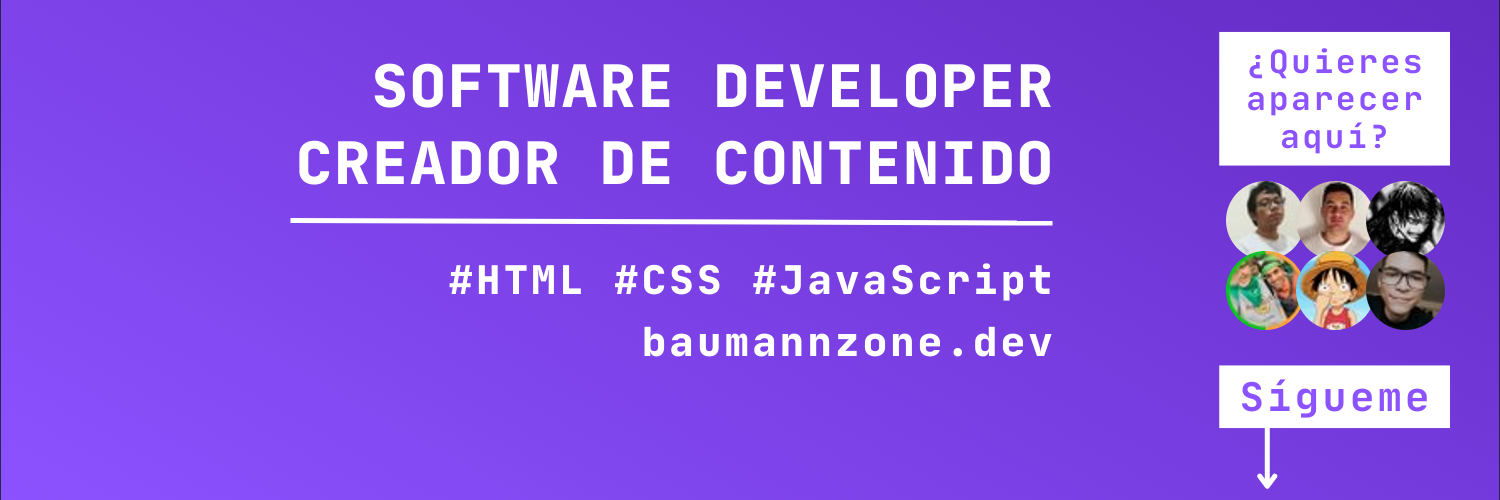 SOFTWARE DEVELOPER
CREADOR DE CONTENIDO
#HTML #CSS #JavaScript
baumannzone.dev
¿Quieres
aparecer
aquí?
Sígueme